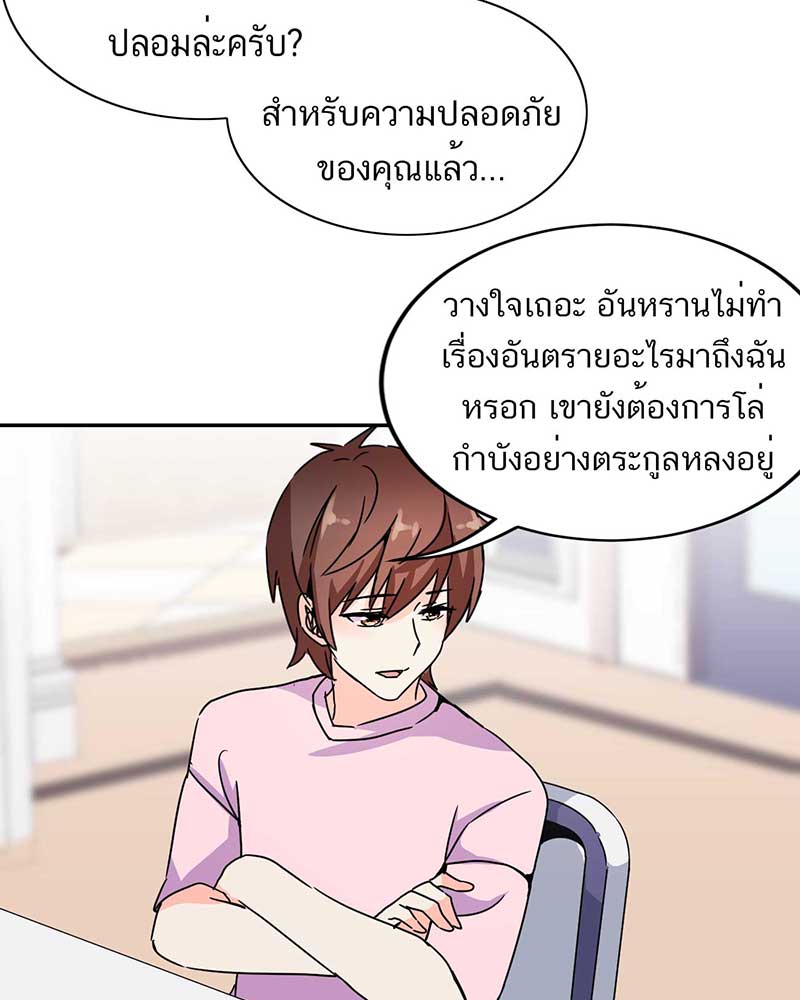 ปลอมล่ะครับ?
สำหรับความปลอดภัย
ของคุณแล้ว...
วางใจเถอะ อันหรานไม่ทำ
เรื่องอันตรายอะไรมาถึงฉัน
หรอก เขายังต้องการโล่
กำบังอย่างตระกูลหลงอยู่